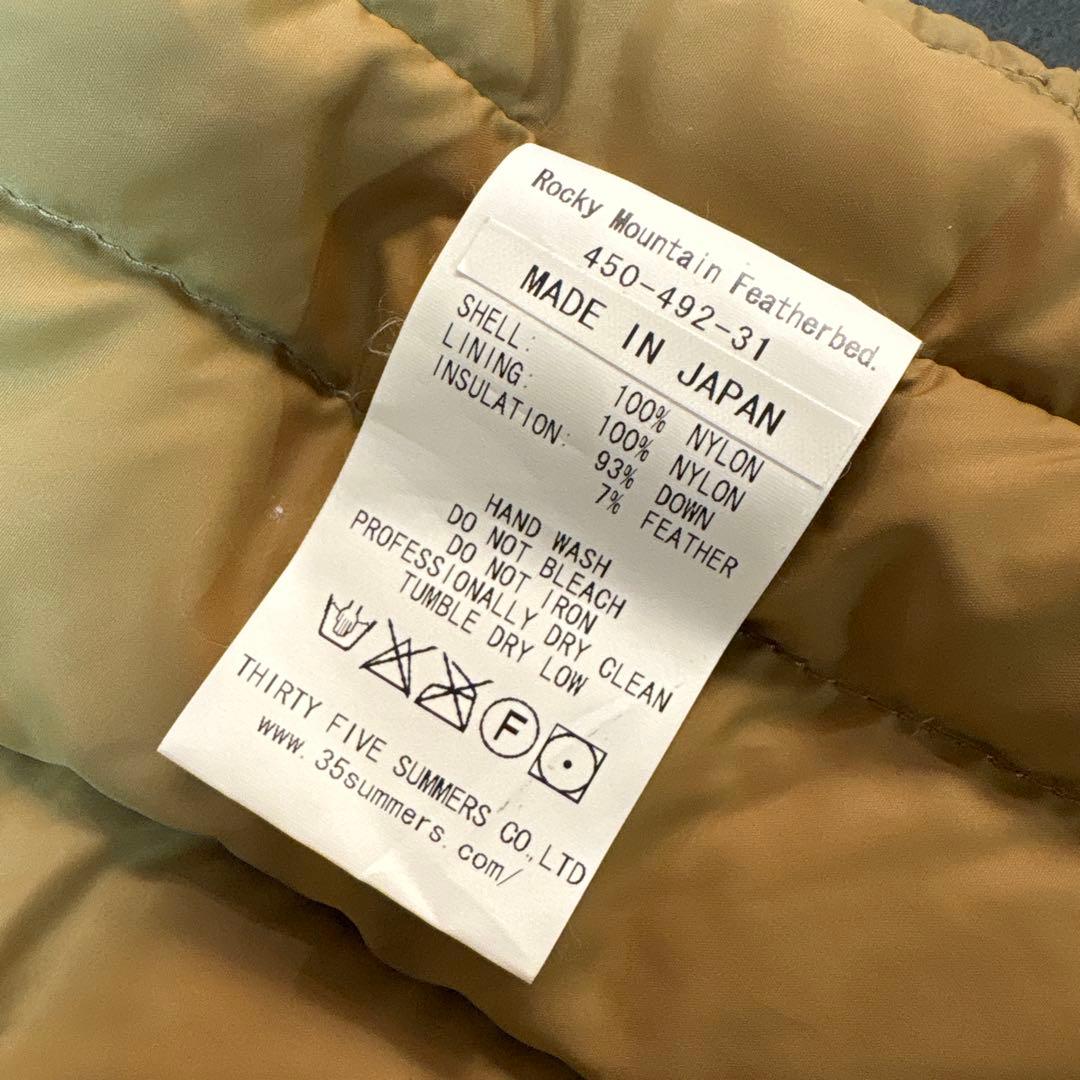 Rocky Mountain Featherbed.
450-492-31
MADE IN JAPAN
SHELL: 100% NYLON
LINING: 100% NYLON
INSULATION: 93% DOWN
7% FEATHER
HAND WASH
DO NOT BLEACH
DO NOT IRON
PROFESSIONALLY DRY CLEAN
TUMBLE DRY LOW
F
THIRTY FIVE SUMMERS CO.,LTD
www.35summers.com/